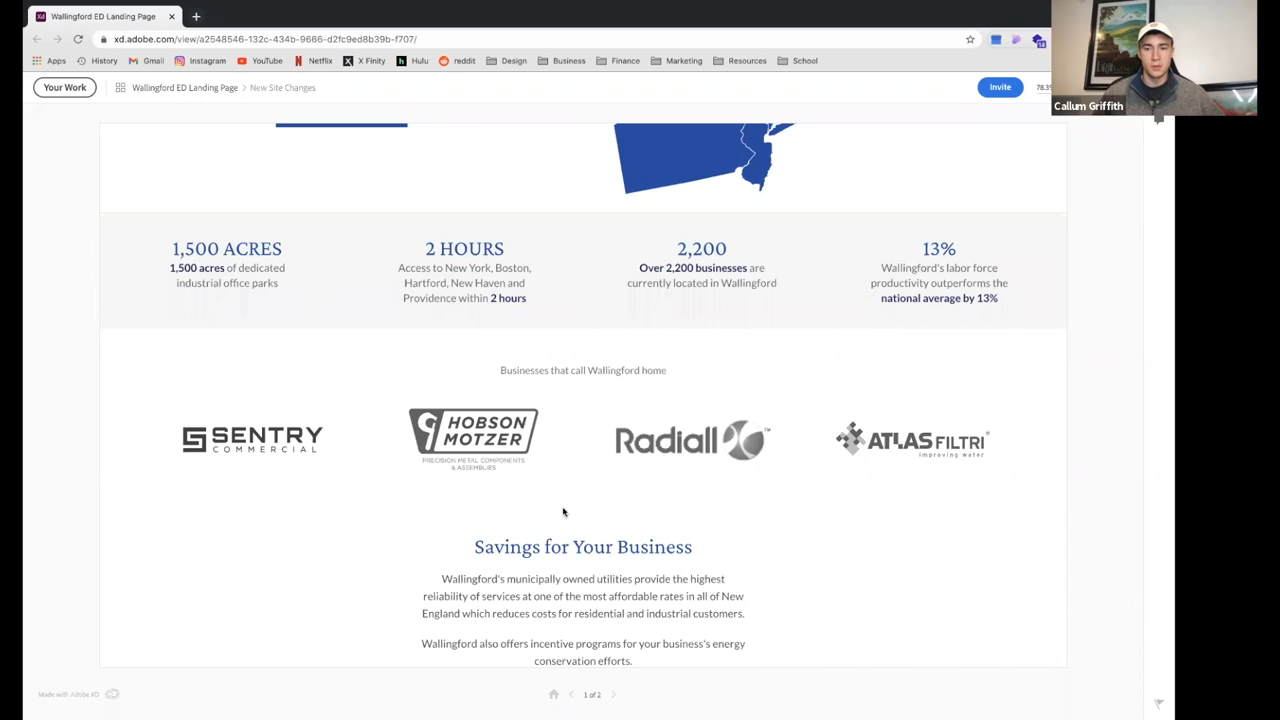 Wallingford ED Landing Page
xd.adobe.com/view/a2548546-132c-434b-9666-d2fc9ed8b39b-f707/
Apps
History
Gmail
Instagram
YouTube
Netflix
X Finity
Hulu
reddit
Design
Business
Finance
Marketing
Resources
School
Your Work
Wallingford ED Landing Page > New Site Changes
Invite
Callum Griffith
1,500 ACRES
1,500 acres of dedicated
industrial office parks
2 HOURS
Access to New York, Boston,
Hartford, New Haven and
Providence within 2 hours
2,200
Over 2,200 businesses are
currently located in Wallingford
13%
Wallingford's labor force
productivity outperforms the
national average by 13%
Businesses that call Wallingford home
SENTRY
COMMERCIAL
HOBSON
MOTZER
PRECISION METAL COMPONENTS
& ASSEMBLIES
Radiall
TM
ATLAS FILTRI®
improving water
Savings for Your Business
Wallingford's municipally owned utilities provide the highest
reliability of services at one of the most affordable rates in all of New
England which reduces costs for residential and industrial customers.
Wallingford also offers incentive programs for your business's energy
conservation efforts.
Made with Adobe XD
1 of 2